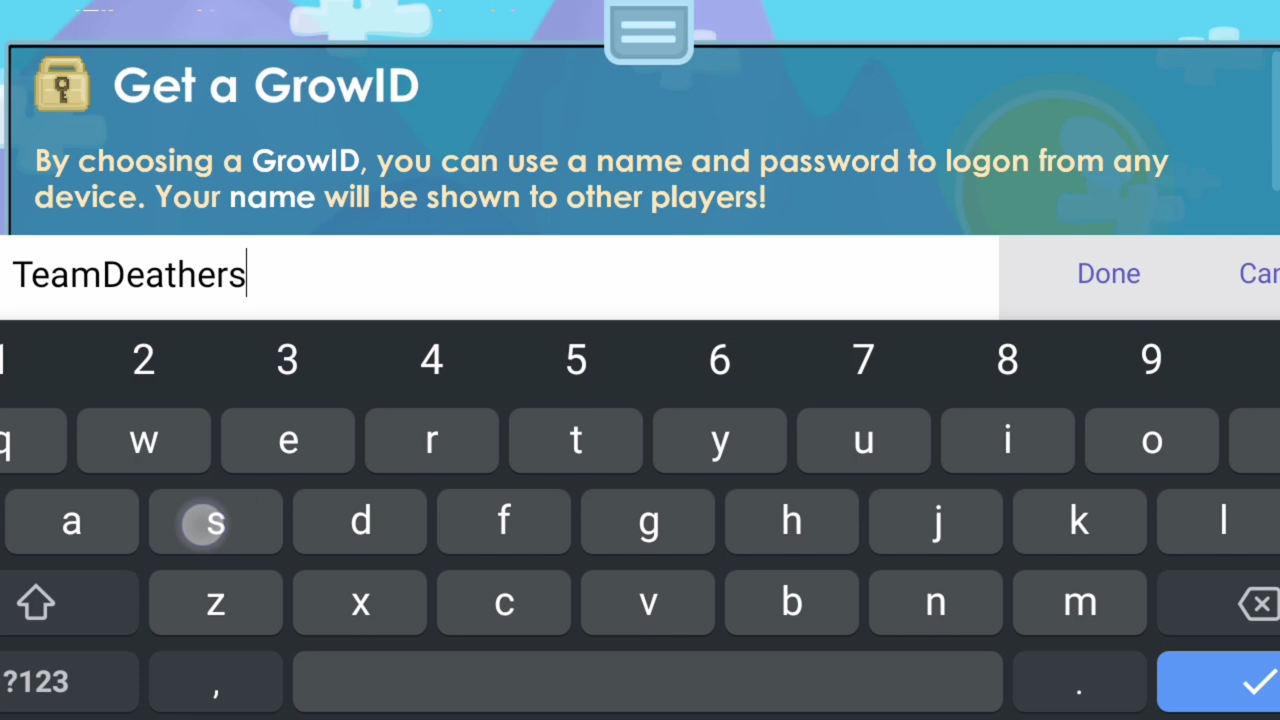 Get a GrowID
By choosing a GrowID, you can use a name and password to logon from any
device. Your name will be shown to other players!
TeamDeathers
Done
1 2 3 4 5 6 7 8 9
q w e r t y u i o
a s d f g h j k l
z x c v b n m
?123 , .